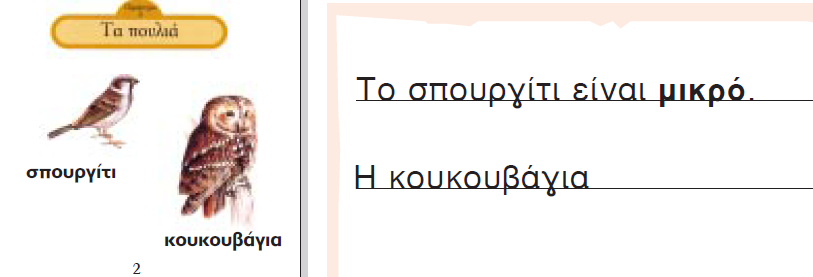 Τα πουλιά
σπουργίτι
κουκουβάγια
2
Το σπουργίτι είναι μικρό.
Η κουκουβάγια